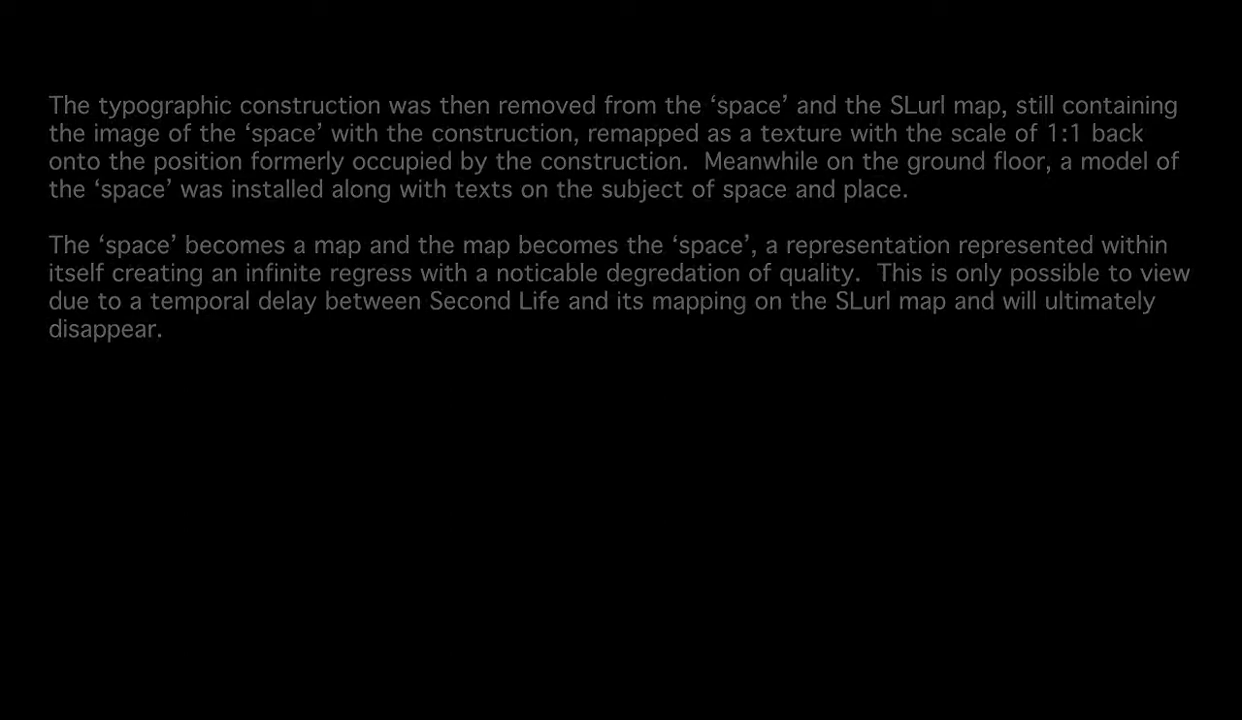 The typographic construction was then removed from the ‘space’ and the SLurl map, still containing
the image of the ‘space’ with the construction, remapped as a texture with the scale of 1:1 back
onto the position formerly occupied by the construction.  Meanwhile on the ground floor, a model of
the ‘space’ was installed along with texts on the subject of space and place.
The ‘space’ becomes a map and the map becomes the ‘space’, a representation represented within
itself creating an infinite regress with a noticable degredation of quality.  This is only possible to view
due to a temporal delay between Second Life and its mapping on the SLurl map and will ultimately
disappear.